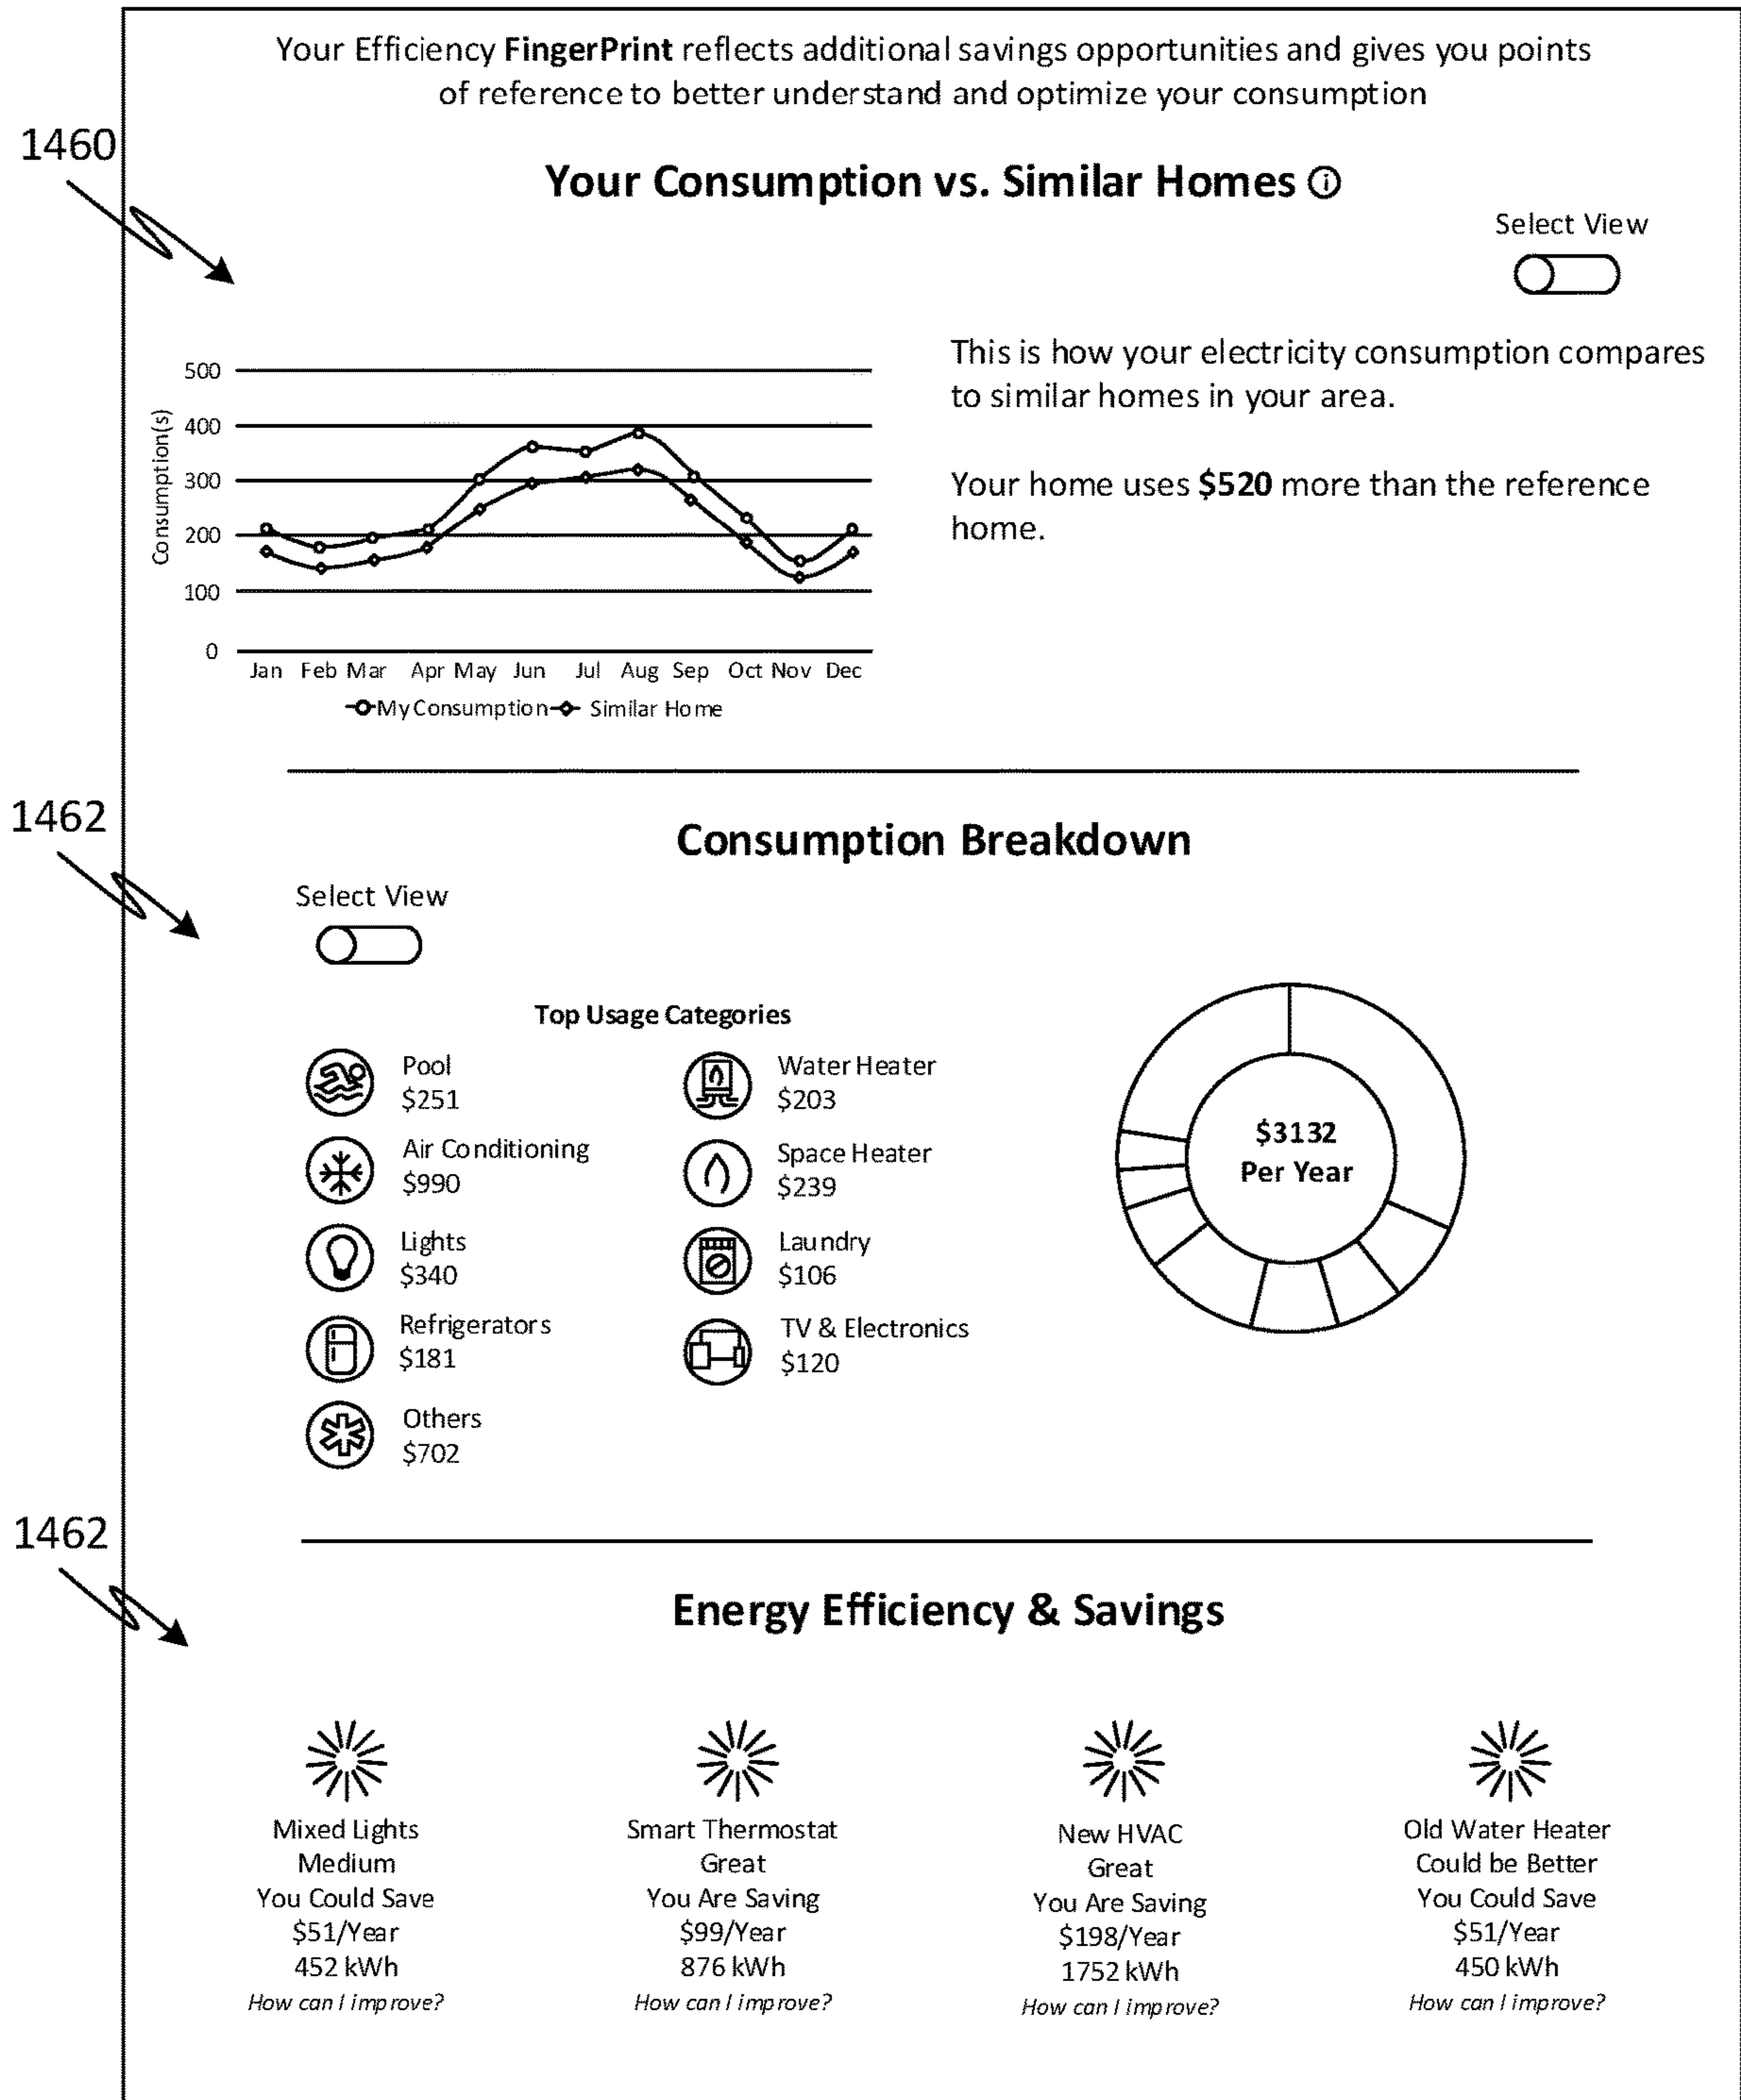 Your Efficiency FingerPrint reflects additional savings opportunities and gives you points
of reference to better understand and optimize your consumption
1460
Your Consumption vs. Similar Homes i
Select View
This is how your electricity consumption compares
to similar homes in your area.
Your home uses $520 more than the reference
home.
Consumption(s)
500
400
300
200
100
0
Jan Feb Mar Apr May Jun Jul Aug Sep Oct Nov Dec
My Consumption Similar Home
1462
Consumption Breakdown
Select View
Top Usage Categories
Pool
$251
Air Conditioning
$990
Lights
$340
Refrigerators
$181
Others
$702
Water Heater
$203
Space Heater
$239
Laundry
$106
TV & Electronics
$120
$3132
Per Year
1462
Energy Efficiency & Savings
Mixed Lights
Medium
You Could Save
$51/Year
452 kWh
How can I improve?
Smart Thermostat
Great
You Are Saving
$99/Year
876 kWh
How can I improve?
New HVAC
Great
You Are Saving
$198/Year
1752 kWh
How can I improve?
Old Water Heater
Could be Better
You Could Save
$51/Year
450 kWh
How can I improve?